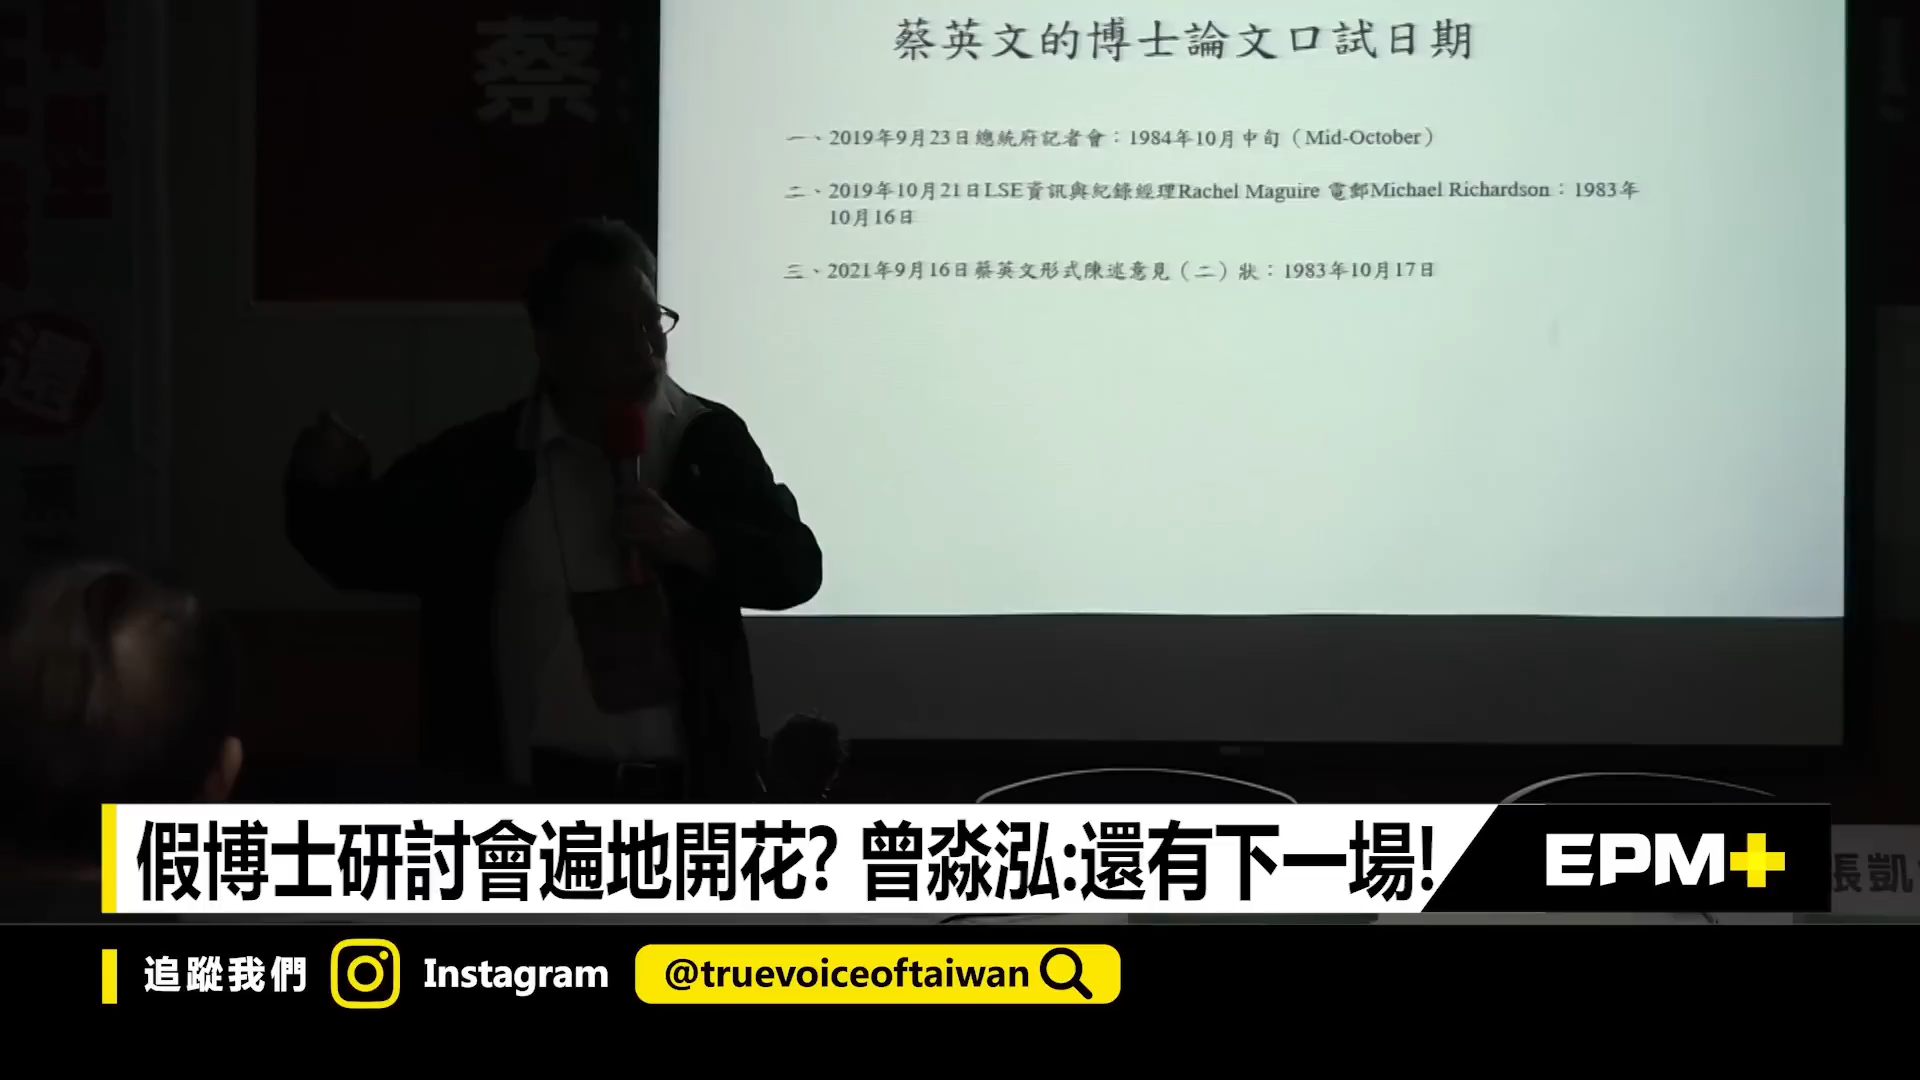 蔡
蔡英文的博士論文口試日期
一、2019年9月23日總統府記者會：1984年10月中旬（Mid-October）
二、2019年10月21日LSE資訊與紀錄經理Rachel Maguire 電郵Michael Richardson：1983年
10月16日
三、2021年9月16日蔡英文形式陳述意見（二）狀：1983年10月17日
假博士研討會遍地開花? 曾淼泓:還有下一場!
EPM+
張凱
追蹤我們 Instagram @truevoiceoftaiwan